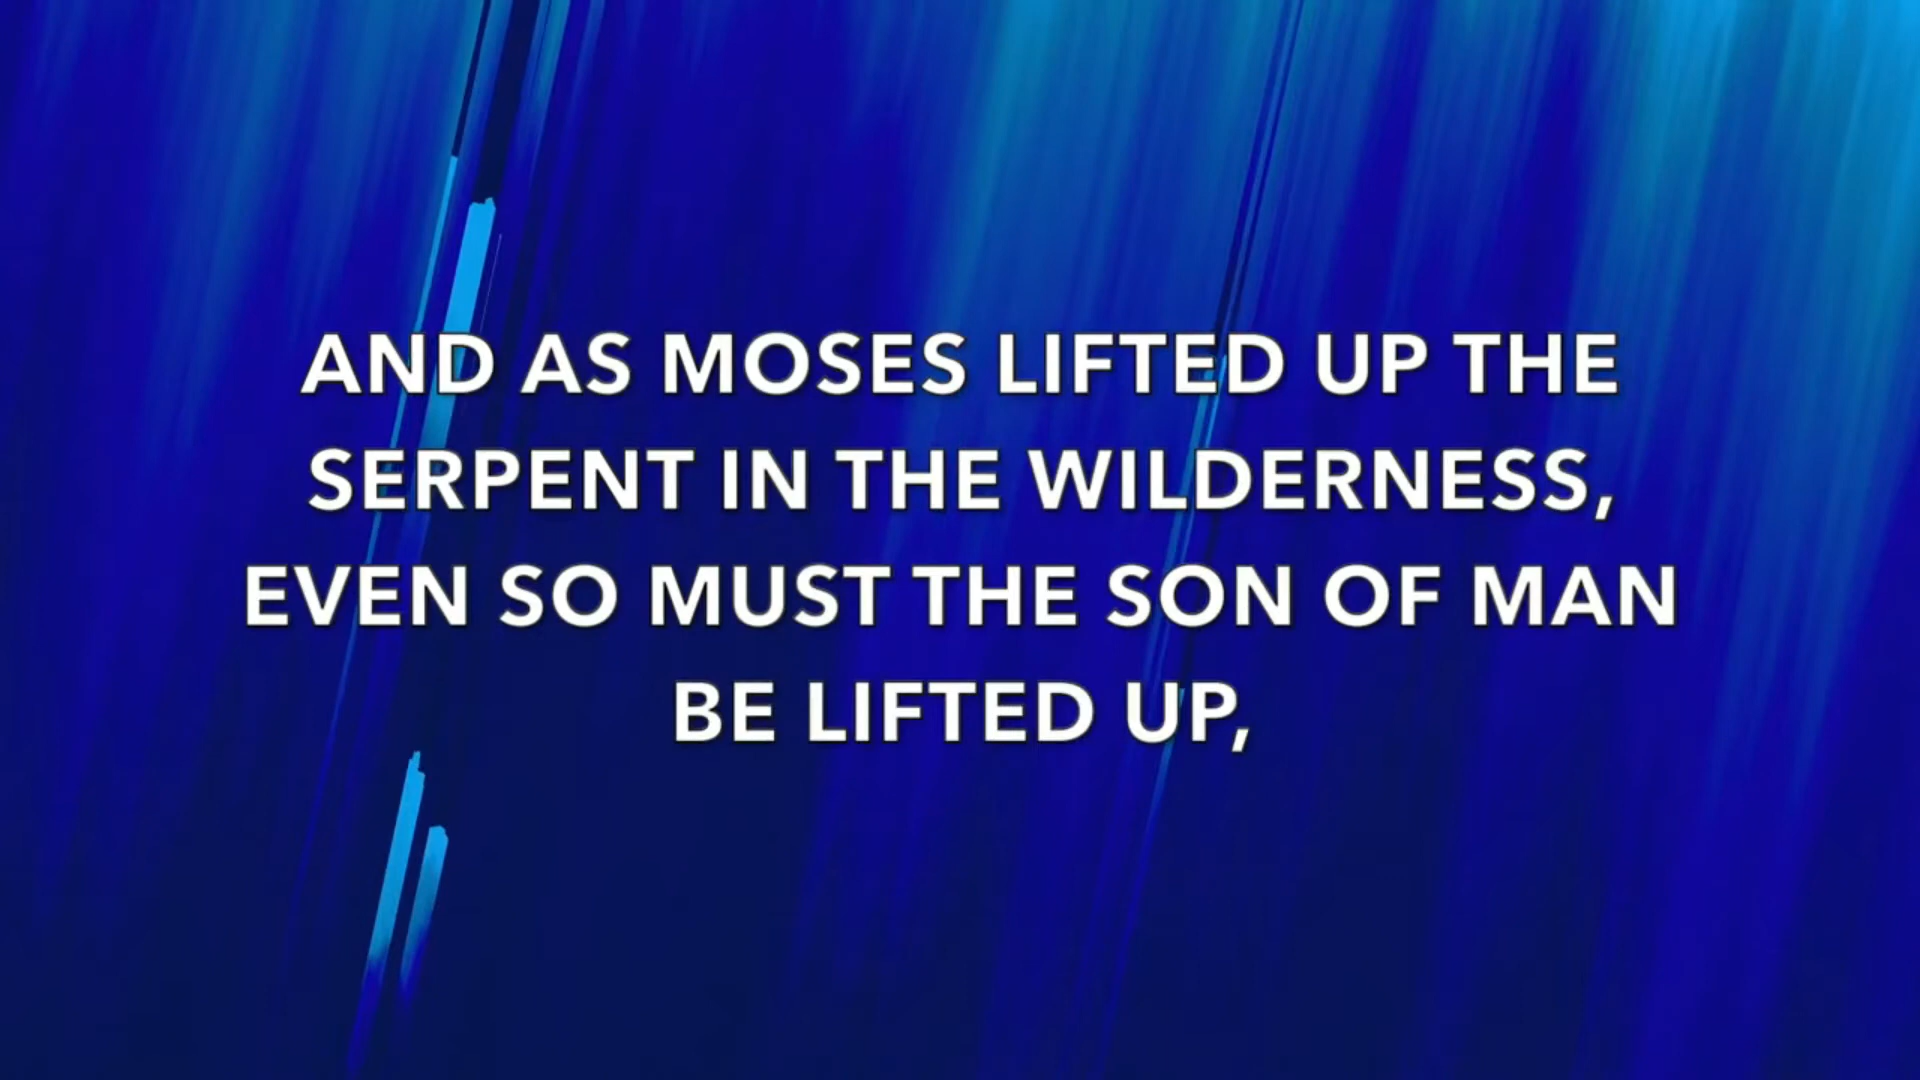 AND AS MOSES LIFTED UP THE
SERPENT IN THE WILDERNESS,
EVEN SO MUST THE SON OF MAN
BE LIFTED UP,